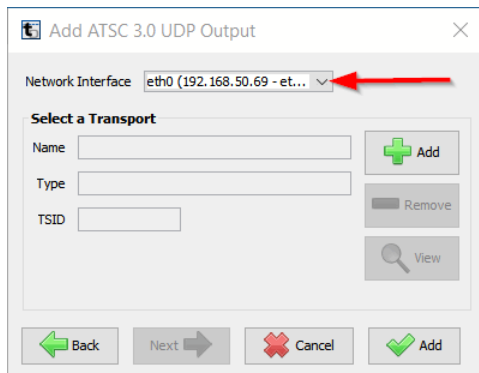 Add ATSC 3.0 UDP Output
Network Interface eth0 (192.168.50.69 - et...
Select a Transport
Name
Add
Type
Remove
TSID
View
Back Next Cancel Add